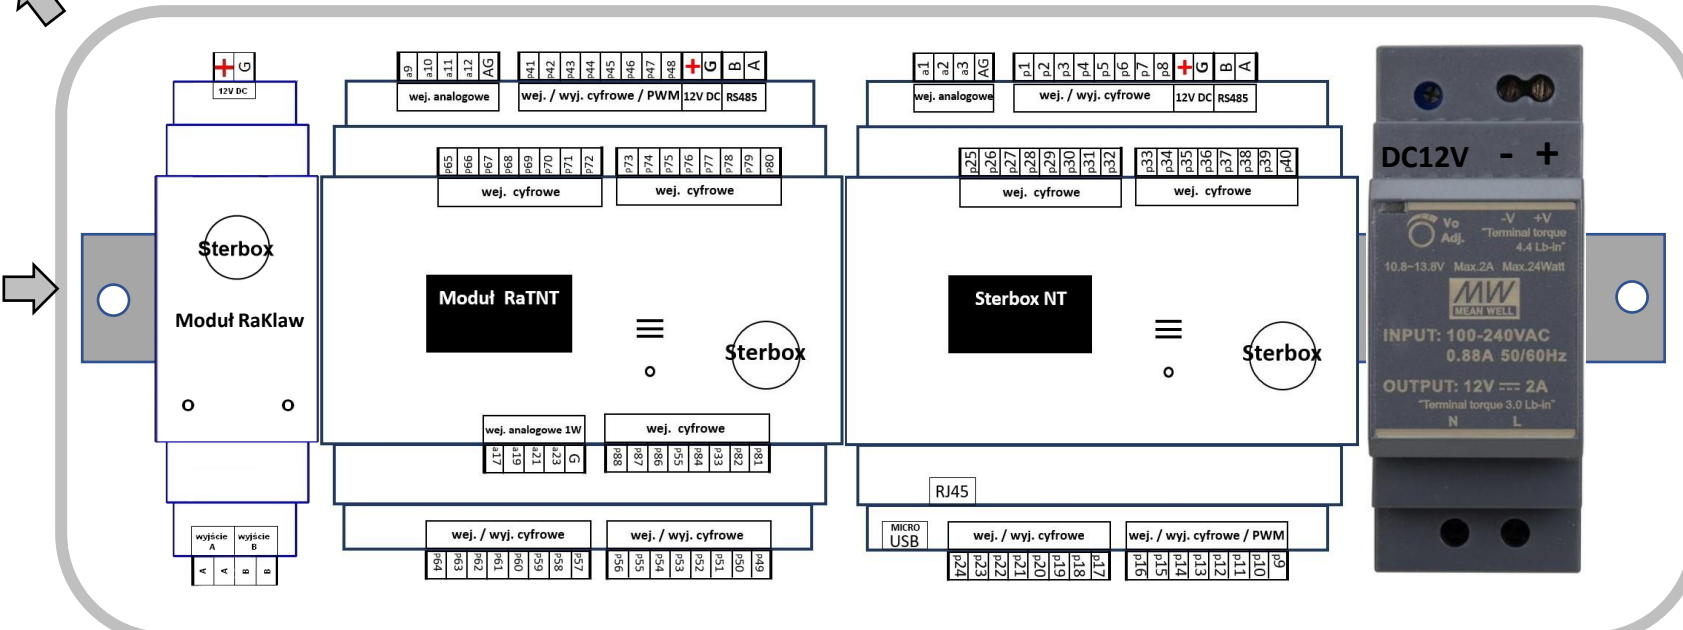 + G
12V DC
Sterbox
Moduł RaKlaw
wyjście A
wyjście B
A A B B
a9 a10 a11 a12 AG
wej. analogowe
p41 p42 p43 p44 p45 p46 p47 p48 + G B A
wej. / wyj. cyfrowe / PWM 12V DC RS485
P65 P66 P67 P68 P69 P70 P71 P72
wej. cyfrowe
P73 P74 P75 P76 P77 P78 P79 P80
wej. cyfrowe
Moduł RaTNT
Sterbox
wej. analogowe 1W
a17 a19 a21 a23 G
wej. cyfrowe
P88 P87 P86 p55 P84 p33 P82 P81
wej. / wyj. cyfrowe
P64 P63 P62 P61 P60 P59 P58 P57
wej. / wyj. cyfrowe
P56 P55 P54 P53 P52 P51 P50 P49
a1 a2 a3 AG
wej. analogowe
p1 p2 p3 p4 p5 p6 p7 p8 + G B A
wej. / wyj. cyfrowe 12V DC RS485
p25 p26 p27 p28 p29 p30 p31 p32
wej. cyfrowe
p33 p34 p35 p36 p37 p38 p39 p40
wej. cyfrowe
Sterbox NT
Sterbox
RJ45
MICRO
USB
wej. / wyj. cyfrowe
p24 p23 p22 p21 p20 p19 p18 p17
wej. / wyj. cyfrowe / PWM
p16 p15 p14 p13 p12 p11 p10 p9
DC12V - +
Vo Adj.
-V +V
"Terminal torque
4.4 Lb-in"
10.8~13.8V Max.2A Max.24Watt
MW
MEAN WELL
INPUT: 100-240VAC
0.88A 50/60Hz
OUTPUT: 12V ⎓ 2A
"Terminal torque 3.0 Lb-in"
N L